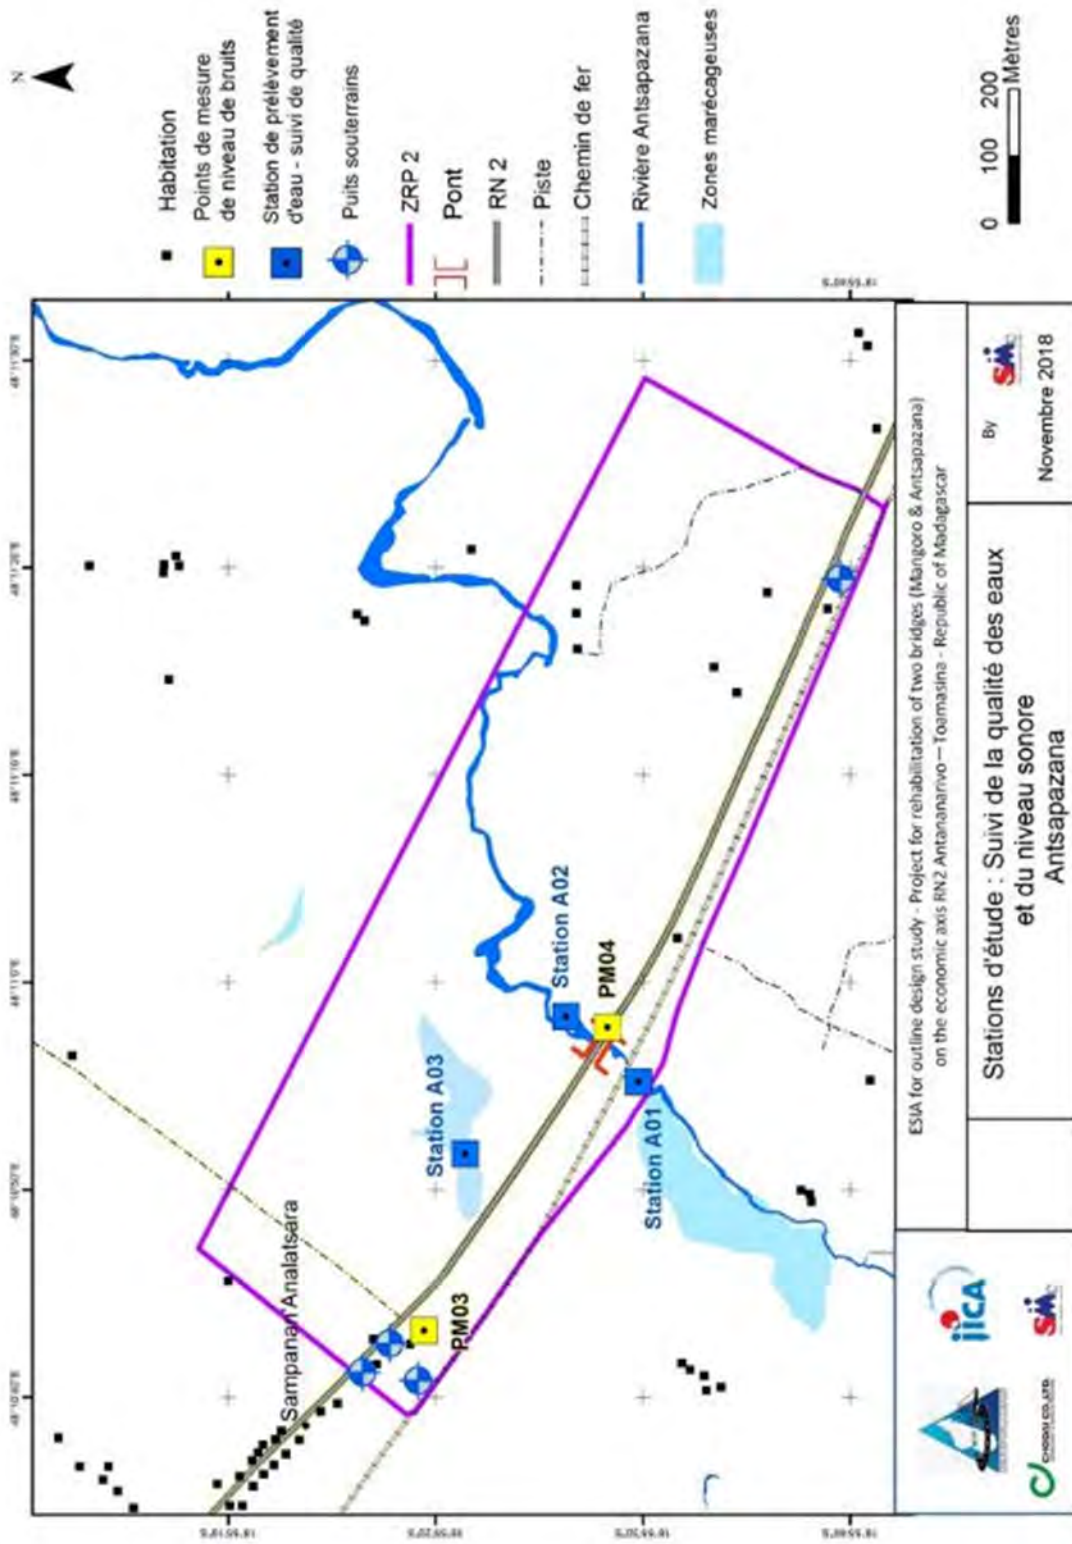 N
Habitation
Points de mesure
de niveau de bruits
Station de prélèvement
d'eau - suivi de qualité
Puits souterrains
ZRP 2
Pont
RN 2
Piste
Chemin de fer
Rivière Antsapazana
Zones marécageuses
0 100 200
Mètres
Sampanan'Analatsara
PM03
Station A03
Station A01
Station A02
PM04
ESIA for outline design study - Project for rehabilitation of two bridges (Mangoro & Antsapazana)
on the economic axis RN2 Antananarivo—Toamasina - Republic of Madagascar
Stations d'étude : Suivi de la qualité des eaux
et du niveau sonore
Antsapazana
By
Novembre 2018
jICA
CHODAI CO., LTD.